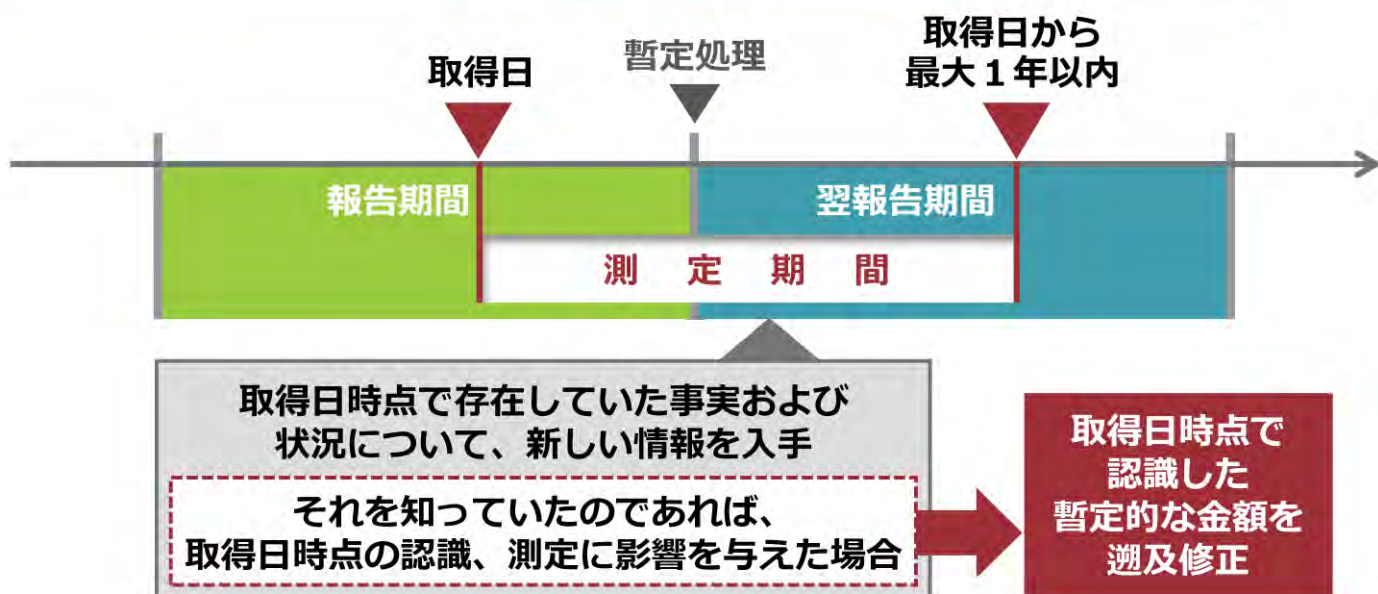 取得日
暫定処理
取得日から
最大１年以内
報告期間
翌報告期間
測定期間
取得日時点で存在していた事実および
状況について、新しい情報を入手
それを知っていたのであれば、
取得日時点の認識、測定に影響を与えた場合
取得日時点で
認識した
暫定的な金額を
遡及修正